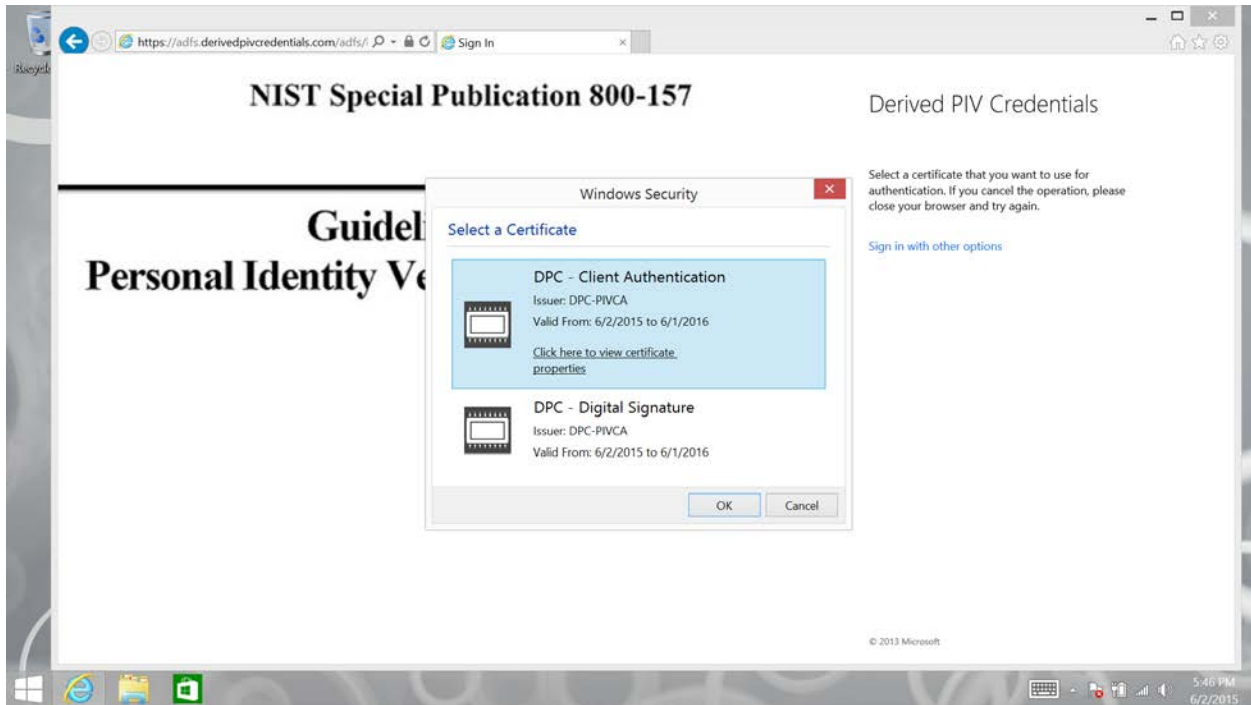 https://adfs.derivedpivcredentials.com/adfs/l
Sign In
NIST Special Publication 800-157
Derived PIV Credentials
Select a certificate that you want to use for
authentication. If you cancel the operation, please
close your browser and try again.
Sign in with other options
Guideli
Personal Identity Ve
Windows Security
Select a Certificate
DPC - Client Authentication
Issuer: DPC-PIVCA
Valid From: 6/2/2015 to 6/1/2016
Click here to view certificate
properties
DPC - Digital Signature
Issuer: DPC-PIVCA
Valid From: 6/2/2015 to 6/1/2016
OK
Cancel
© 2013 Microsoft
5:46 PM
6/2/2015